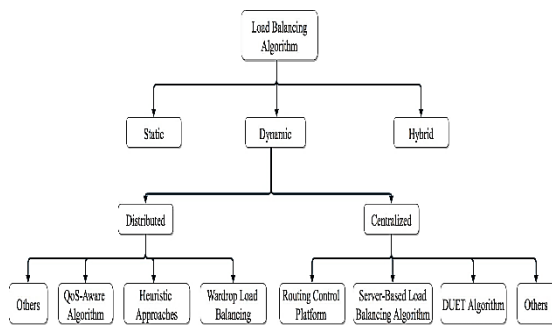 Load Balancing
Algorithm
Static
Dynamic
Hybrid
Distributed
Centralized
Others
QoS-Aware
Algorithm
Heuristic
Approaches
Wardrop Load
Balancing
Routing Control
Platform
Server-Based Load
Balancing Algorithm
DUET Algorithm
Others